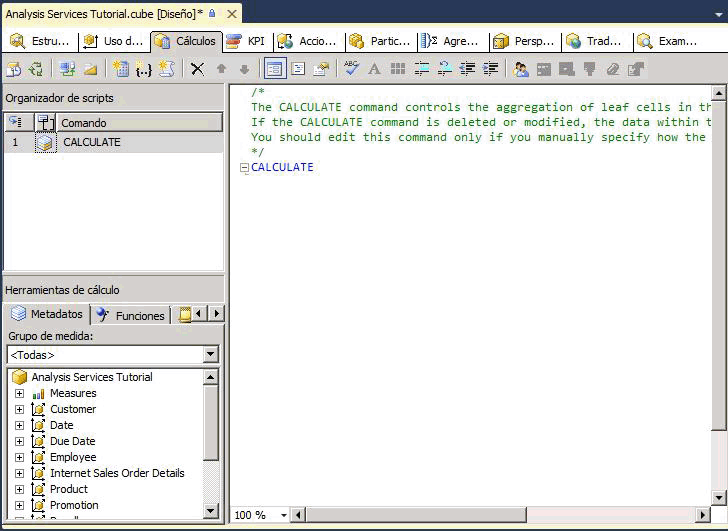 Analysis Services Tutorial.cube [Diseño]*
Estru... Uso d... Cálculos KPI Accio... Partic... Agre... Persp... Trad... Exam...
Organizador de scripts
Comando
1 CALCULATE
Herramientas de cálculo
Metadatos Funciones
Grupo de medida:
<Todas>
Analysis Services Tutorial
Measures
Customer
Date
Due Date
Employee
Internet Sales Order Details
Product
Promotion
/*
The CALCULATE command controls the aggregation of leaf cells in th
If the CALCULATE command is deleted or modified, the data within t
You should edit this command only if you manually specify how the
*/
CALCULATE
100 %